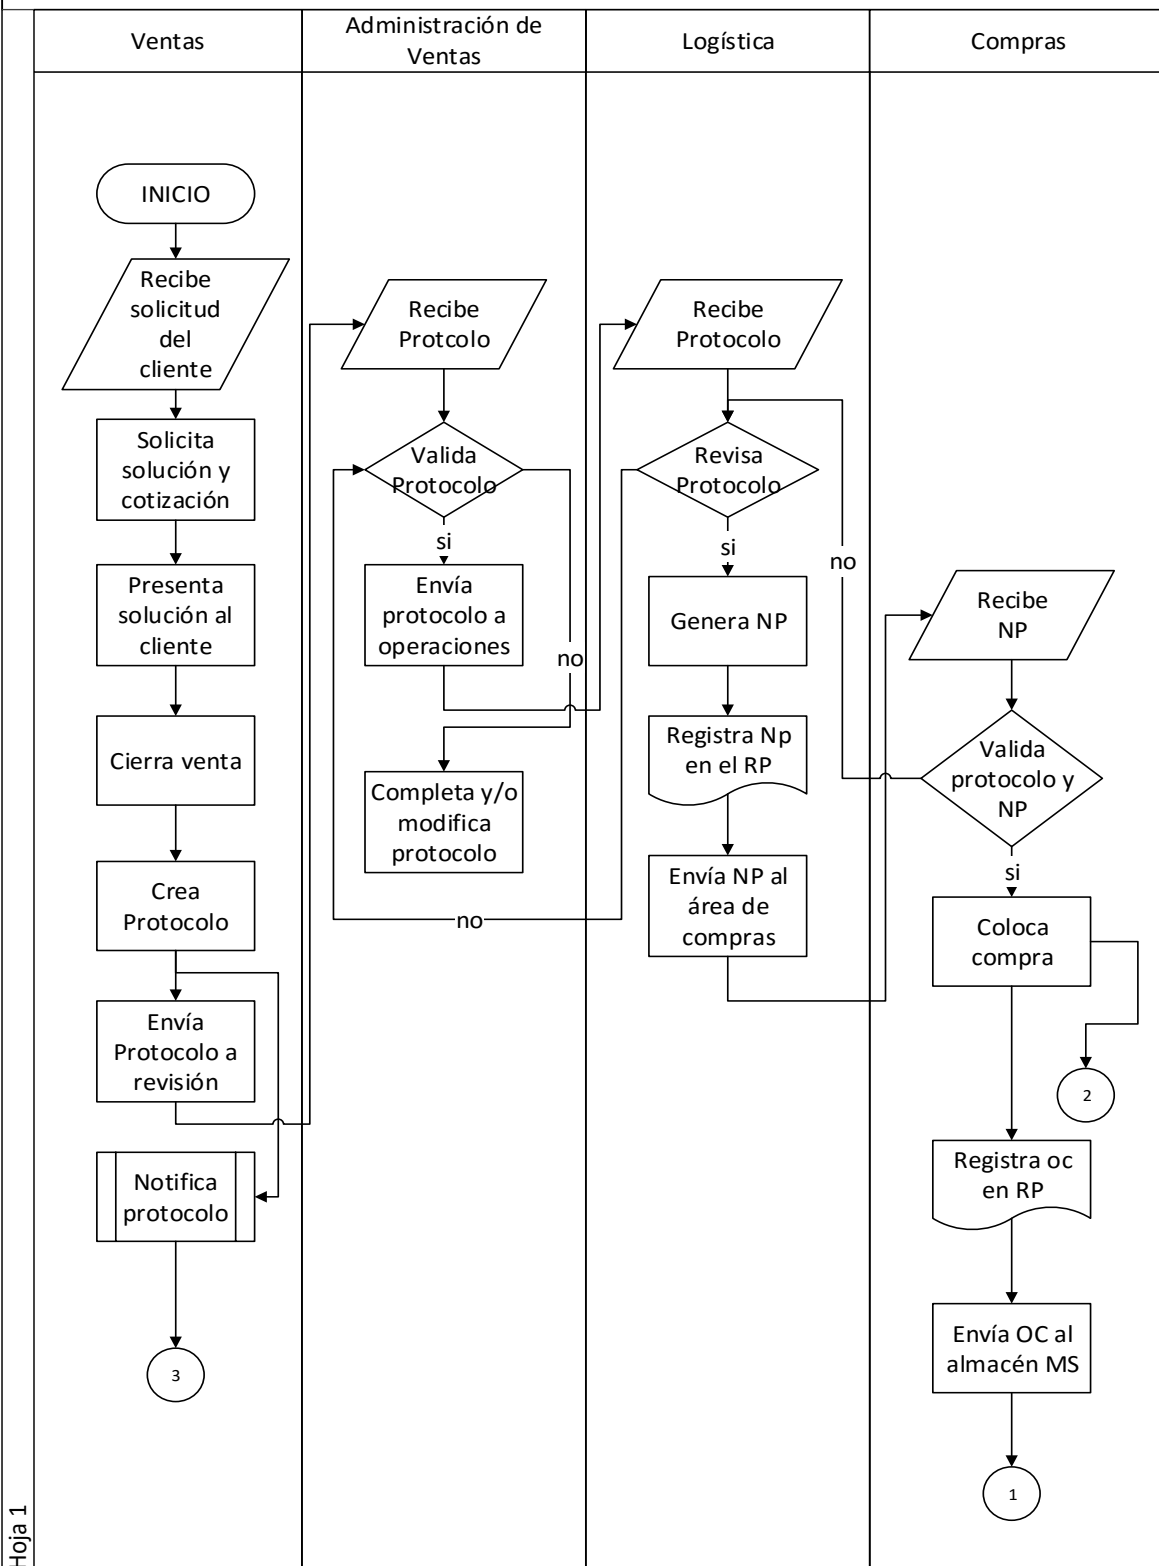 Ventas
Administración de
Ventas
Logística
Compras
INICIO
Recibe
solicitud
del
cliente
Solicita
solución y
cotización
Presenta
solución al
cliente
Cierra venta
Crea
Protocolo
Envía
Protocolo a
revisión
Notifica
protocolo
3
Recibe
Protcolo
Valida
Protocolo
si
Envía
protocolo a
operaciones
no
Completa y/o
modifica
protocolo
no
Recibe
Protocolo
Revisa
Protocolo
si
no
Genera NP
Registra Np
en el RP
Envía NP al
área de
compras
Recibe
NP
Valida
protocolo y
NP
si
Coloca
compra
2
Registra oc
en RP
Envía OC al
almacén MS
1
Hoja 1